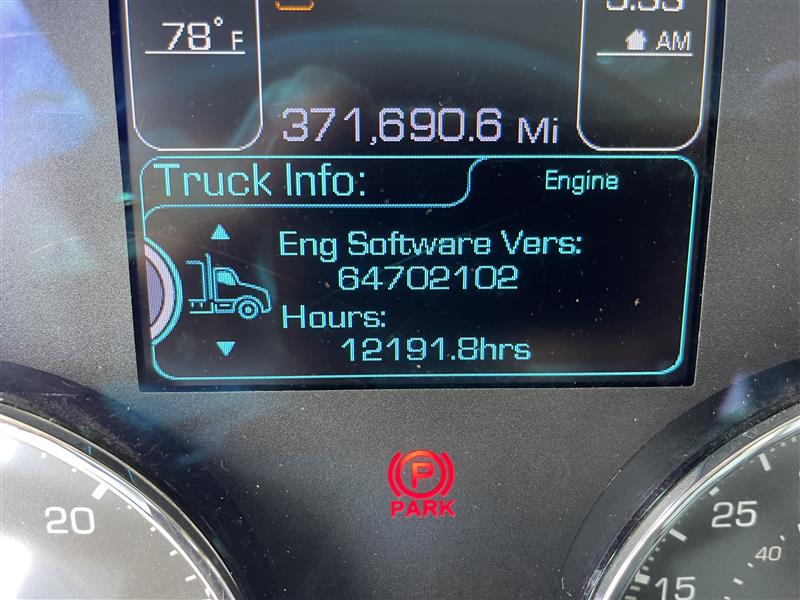 78°F
AM
371,690.6 Mi
Truck Info:
Engine
Eng Software Vers:
64702102
Hours:
12191.8hrs
P
PARK
20
25
40
15